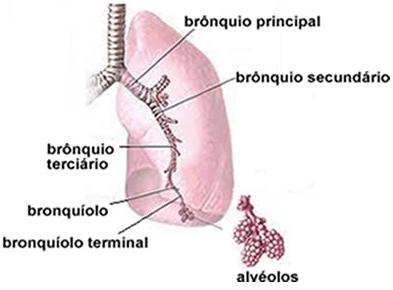 brônquio principal
brônquio secundário
brônquio
terciário
bronquíolo
bronquíolo terminal
alvéolos